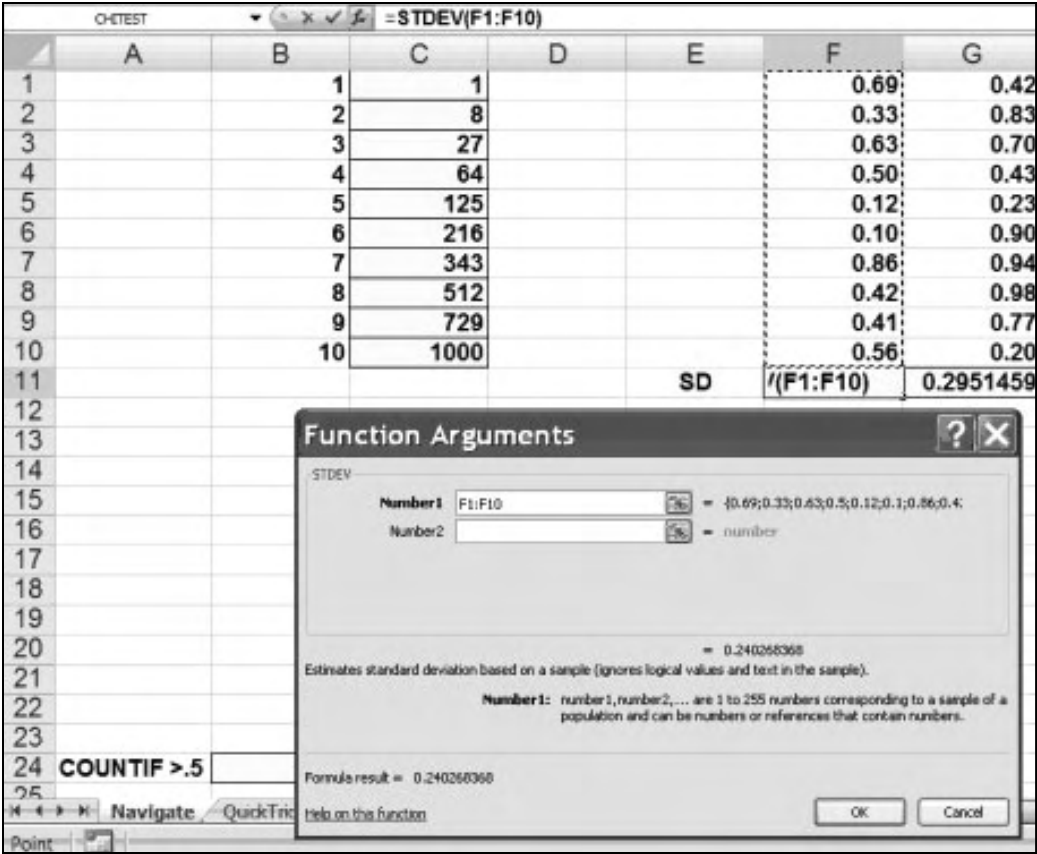 CHITEST =STDEV(F1:F10)
A B C D E F G
1 1 1 0.69 0.42
2 2 8 0.33 0.83
3 3 27 0.63 0.70
4 4 64 0.50 0.43
5 5 125 0.12 0.23
6 6 216 0.10 0.90
7 7 343 0.86 0.94
8 8 512 0.42 0.98
9 9 729 0.41 0.77
10 10 1000 0.56 0.20
11 SD (F1:F10) 0.2951459
12
13
14
15
16
17
18
19
20
21
22
23
24 COUNTIF >.5
25
Function Arguments
STDEV
Number1 F1:F10 = {0.69;0.33;0.63;0.5;0.12;0.1;0.86;0.4
Number2 = number
= 0.240268368
Estimates standard deviation based on a sample (ignores logical values and text in the sample).
Number1: number1,number2,... are 1 to 255 numbers corresponding to a sample of a
population and can be numbers or references that contain numbers.
Formula result = 0.240268368
Help on this function OK Cancel
Navigate QuickTric
Point